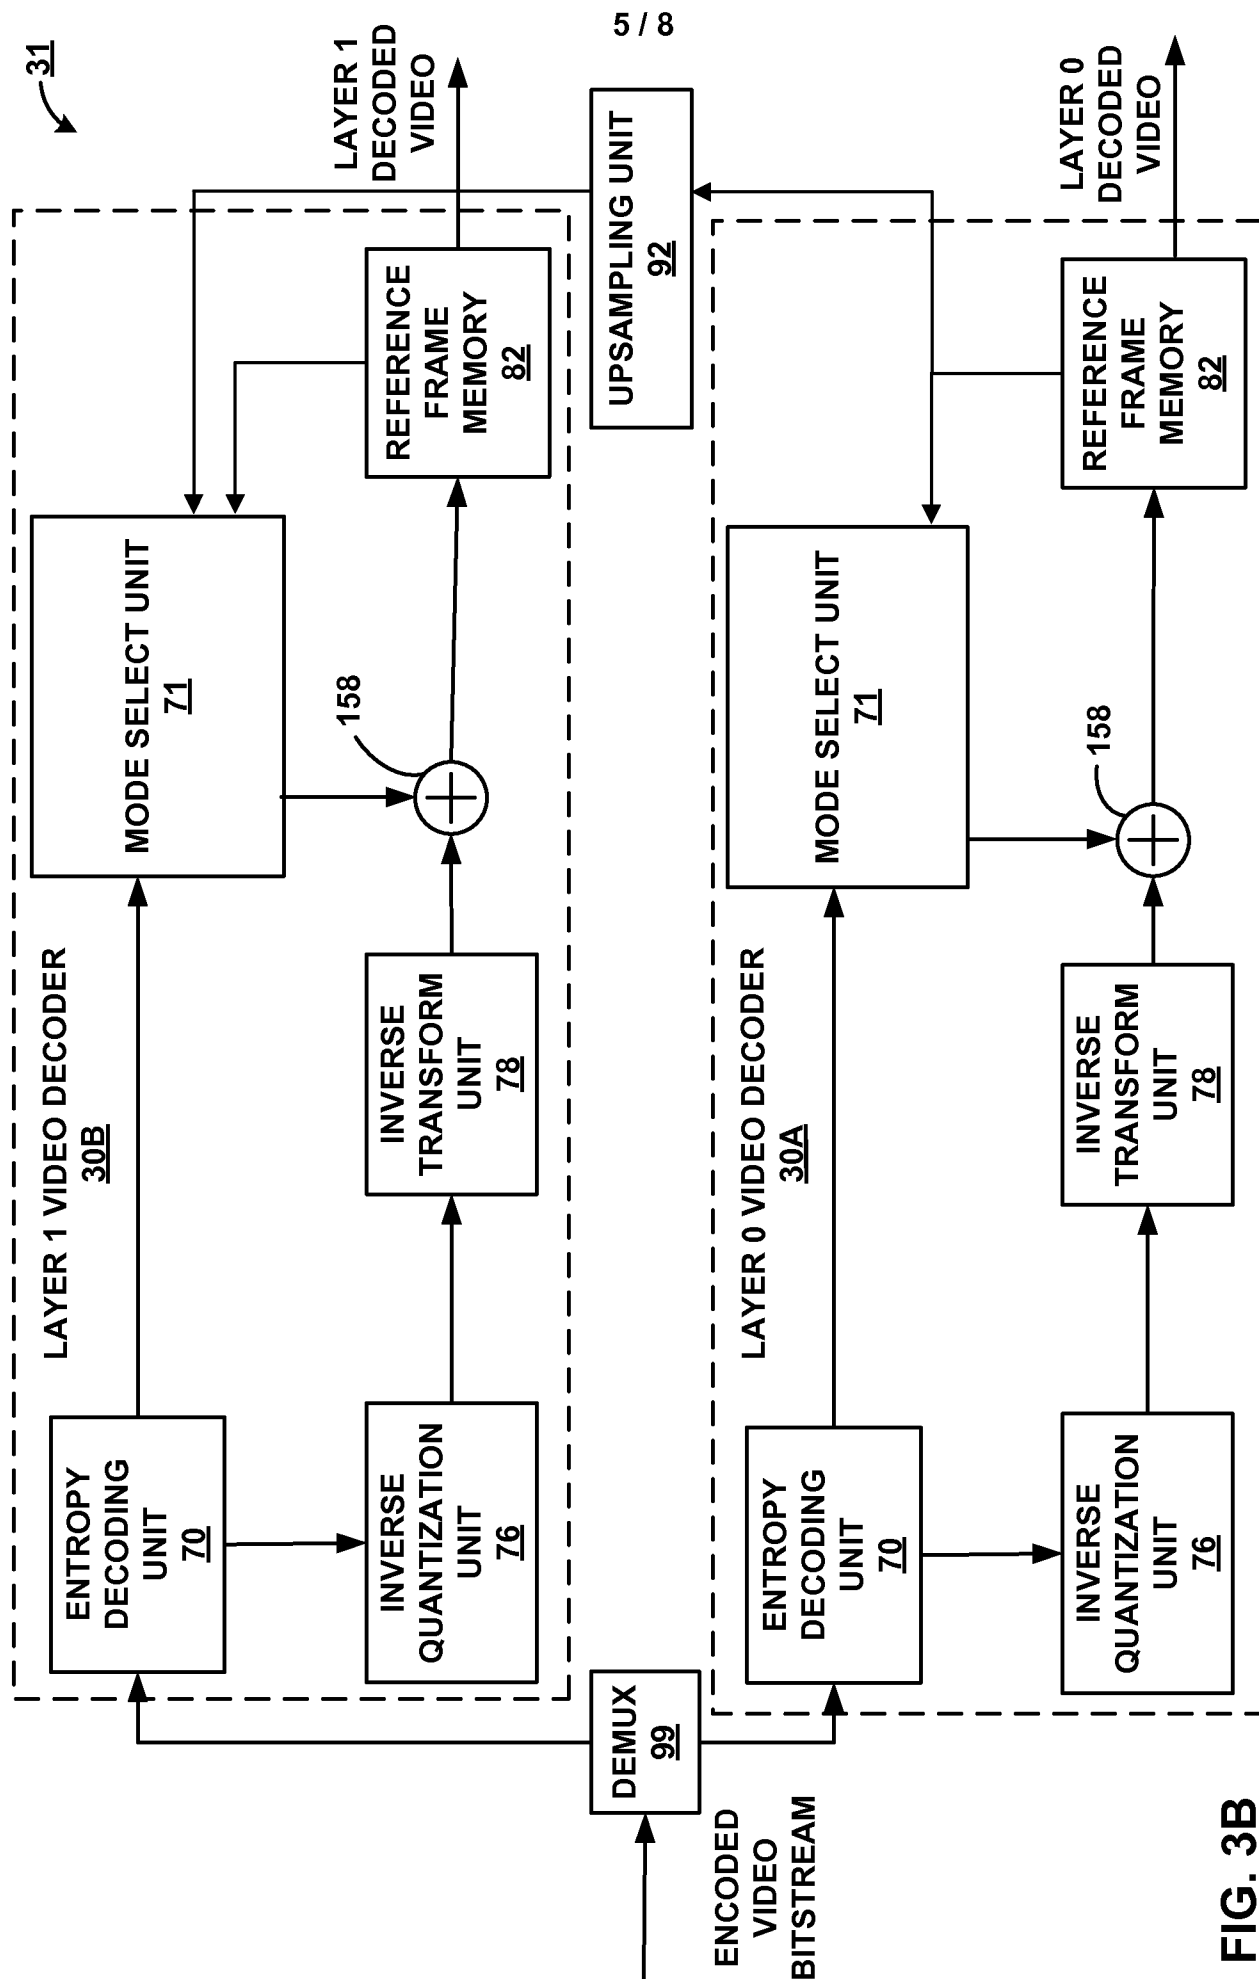 5 / 8
31
LAYER 1 VIDEO DECODER
30B
ENTROPY
DECODING
UNIT
70
MODE SELECT UNIT
71
LAYER 1
DECODED
VIDEO
INVERSE
QUANTIZATION
UNIT
76
INVERSE
TRANSFORM
UNIT
78
158
REFERENCE
FRAME
MEMORY
82
DEMUX
99
UPSAMPLING UNIT
92
ENCODED
VIDEO
BITSTREAM
LAYER 0 VIDEO DECODER
30A
ENTROPY
DECODING
UNIT
70
MODE SELECT UNIT
71
LAYER 0
DECODED
VIDEO
INVERSE
QUANTIZATION
UNIT
76
INVERSE
TRANSFORM
UNIT
78
158
REFERENCE
FRAME
MEMORY
82
FIG. 3B